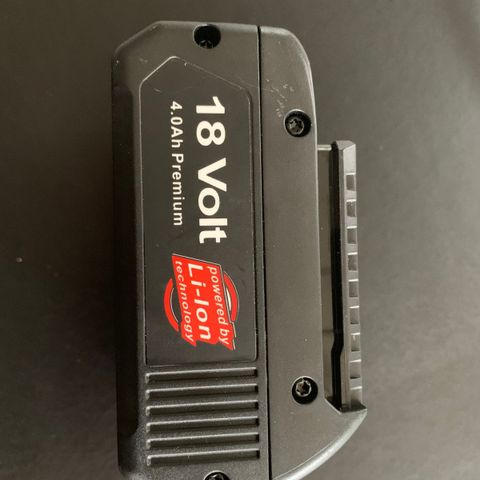 18 Volt
4.0Ah Premium
powered by
Li-Ion
technology